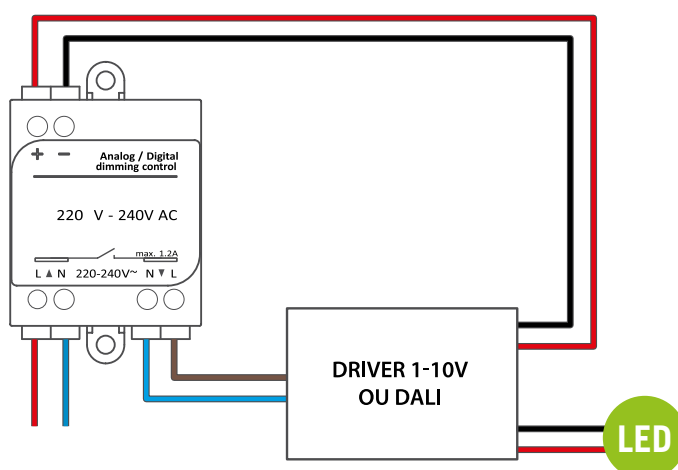 + − Analog / Digital
dimming control
220 V - 240V AC
max. 1.2A
L ▲ N 220-240V~ N ▼ L
DRIVER 1-10V
OU DALI
LED